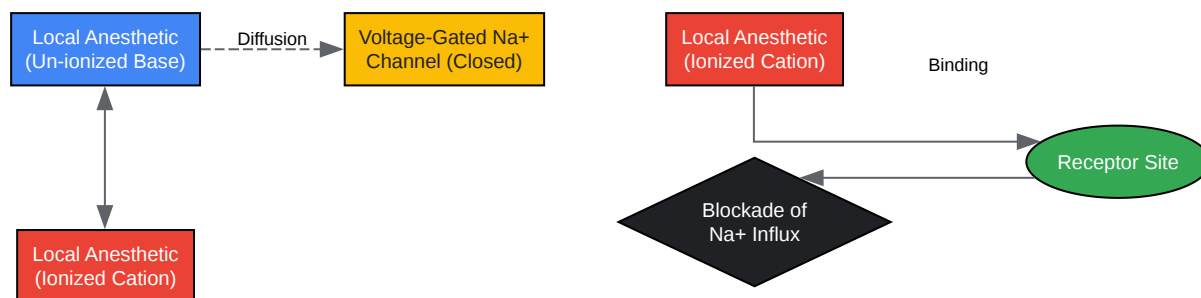 Local Anesthetic
(Un-ionized Base)
Diffusion
Voltage-Gated Na+
Channel (Closed)
Local Anesthetic
(Ionized Cation)
Binding
Receptor Site
Blockade of
Na+ Influx
Local Anesthetic
(Ionized Cation)